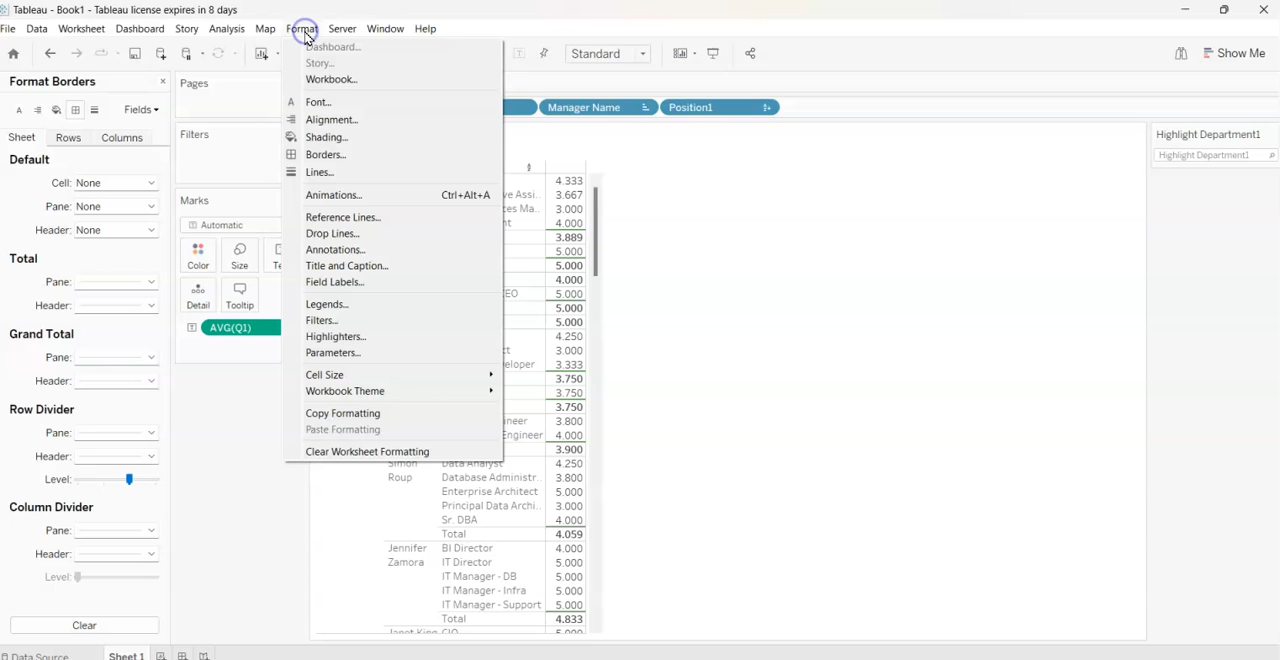 Tableau - Book1 - Tableau license expires in 8 days
File Data Worksheet Dashboard Story Analysis Map Format Server Window Help
Standard Show Me
Format Borders
Fields
Sheet Rows Columns
Default
Cell: None
Pane: None
Header: None
Total
Pane:
Header:
Grand Total
Pane:
Header:
Row Divider
Pane:
Header:
Level:
Column Divider
Pane:
Header:
Level:
Clear
Pages
Filters
Marks
Automatic
Color Size
Detail Tooltip
AVG(Q1)
Dashboard...
Story...
Workbook...
Font...
Alignment...
Shading...
Borders...
Lines...
Animations... Ctrl+Alt+A
Reference Lines...
Drop Lines...
Annotations...
Title and Caption...
Field Labels...
Legends...
Filters...
Highlighters...
Parameters...
Cell Size
Workbook Theme
Copy Formatting
Paste Formatting
Clear Worksheet Formatting
Manager Name Position1
4.333
3.667
3.000
4.000
3.889
5.000
5.000
4.000
CEO 5.000
5.000
5.000
4.250
3.000
3.333
3.750
3.750
3.750
3.800
Engineer 4.000
3.900
Simon Data Analyst 4.250
Roup Database Administr.. 3.800
Enterprise Architect 5.000
Principal Data Archi.. 3.000
Sr. DBA 4.000
Total 4.059
Jennifer BI Director 4.000
Zamora IT Director 5.000
IT Manager - DB 5.000
IT Manager - Infra 5.000
IT Manager - Support 5.000
Total 4.833
Janet King CIO 5.000
Highlight Department1
Highlight Department1
Data Source Sheet 1